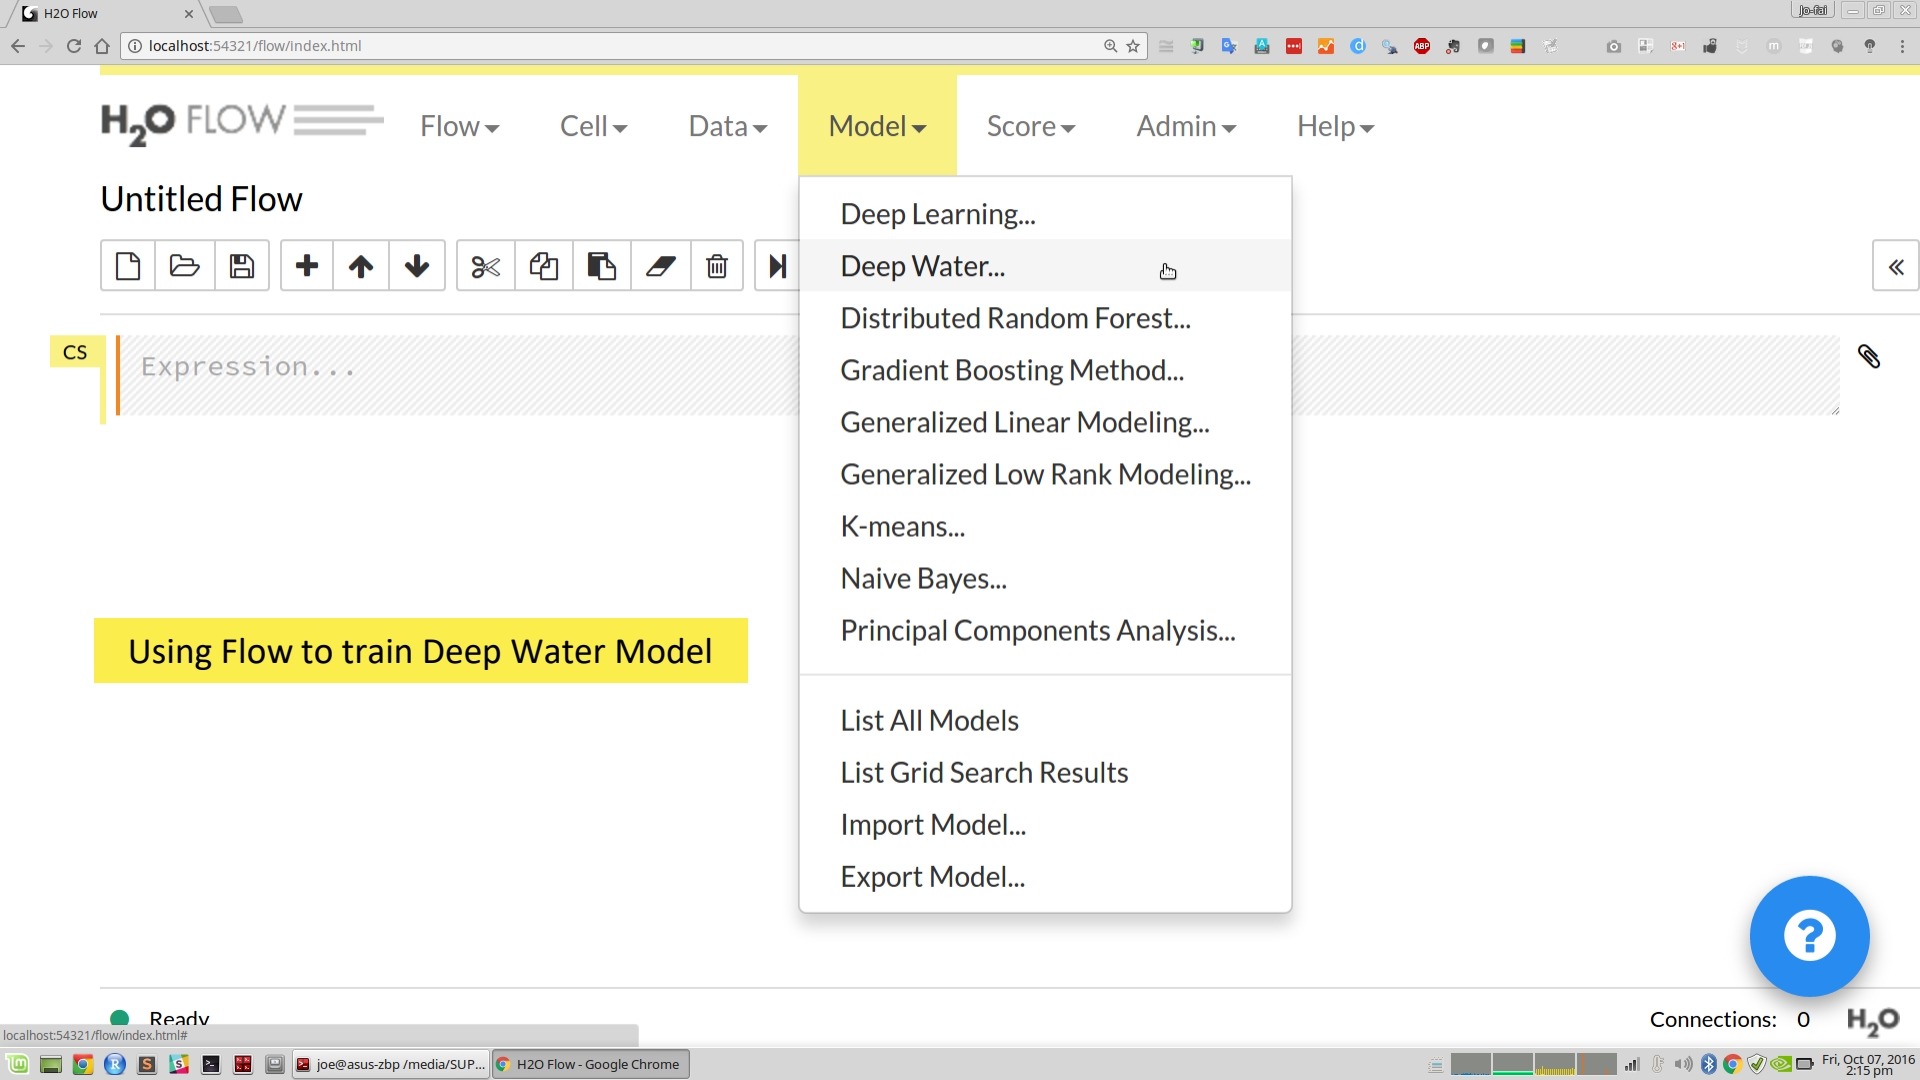 H2O Flow
Jo-fai
localhost:54321/flow/index.html
ABP
H2O FLOW
Flow
Cell
Data
Model
Score
Admin
Help
Untitled Flow
Deep Learning...
Deep Water...
Distributed Random Forest...
Gradient Boosting Method...
Generalized Linear Modeling...
Generalized Low Rank Modeling...
K-means...
Naive Bayes...
Principal Components Analysis...
List All Models
List Grid Search Results
Import Model...
Export Model...
CS
Expression...
Using Flow to train Deep Water Model
Ready
Connections: 0
H2O
localhost:54321/flow/index.html#
joe@asus-zbp /media/SUP...
H2O Flow - Google Chrome
Fri, Oct 07, 2016
2:15 pm